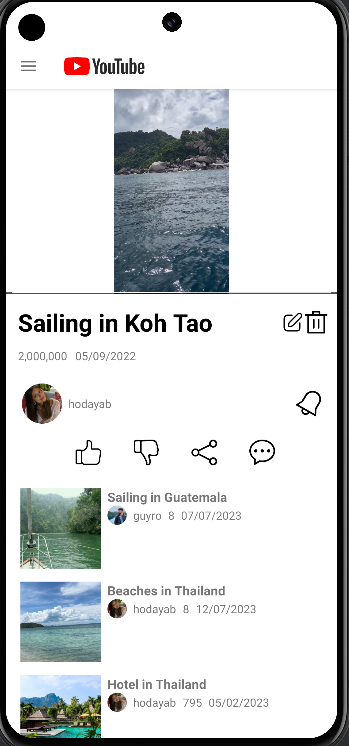 YouTube
Sailing in Koh Tao
2,000,000 05/09/2022
hodayab
Sailing in Guatemala
guyro 8 07/07/2023
Beaches in Thailand
hodayab 8 12/07/2023
Hotel in Thailand
hodayab 795 05/02/2023